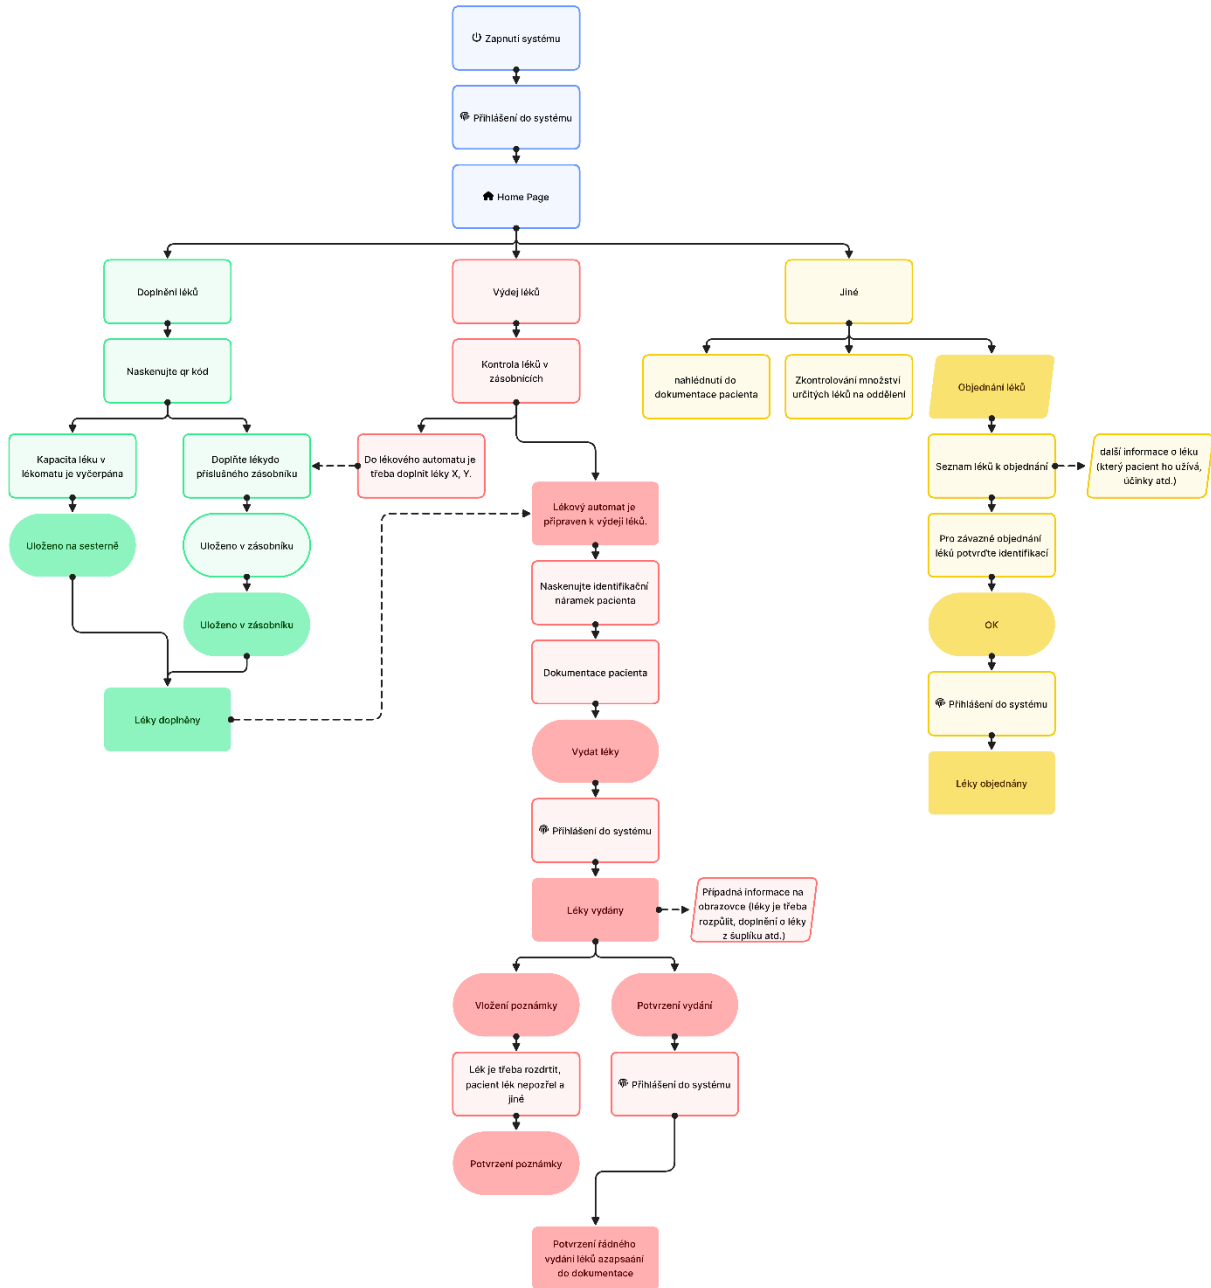 Zapnutí systému
Přihlášení do systému
Home Page
Doplnění léků
Výdej léků
Jiné
Naskenujte qr kód
Kontrola léků v
zásobnících
nahlédnutí do
dokumentace pacienta
Zkontrolování množství
určitých léků na oddělení
Objednání léků
Kapacita léku v
lékomatu je vyčerpána
Doplňte lékydo
příslušného zásobníku
Do lékového automatu je
třeba doplnit léky X, Y.
Seznam léků k objednání
další informace o léku
(který pacient ho užívá,
účinky atd.)
Uloženo na sesterně
Uloženo v zásobníku
Lékový automat je
připraven k výdeji léků.
Pro závazné objednání
léků potvrďte identifikací
Naskenujte identifikační
náramek pacienta
Uloženo v zásobníku
OK
Dokumentace pacienta
Přihlášení do systému
Léky doplněny
Vydat léky
Léky objednány
Přihlášení do systému
Léky vydány
Případná informace na
obrazovce (léky je třeba
rozpůlit, doplnění o léky
z šuplíku atd.)
Vložení poznámky
Potvrzení vydání
Lék je třeba rozdrtit,
pacient lék nepozřel a
jiné
Přihlášení do systému
Potvrzení poznámky
Potvrzení řádného
vydání léků azapsaání
do dokumentace